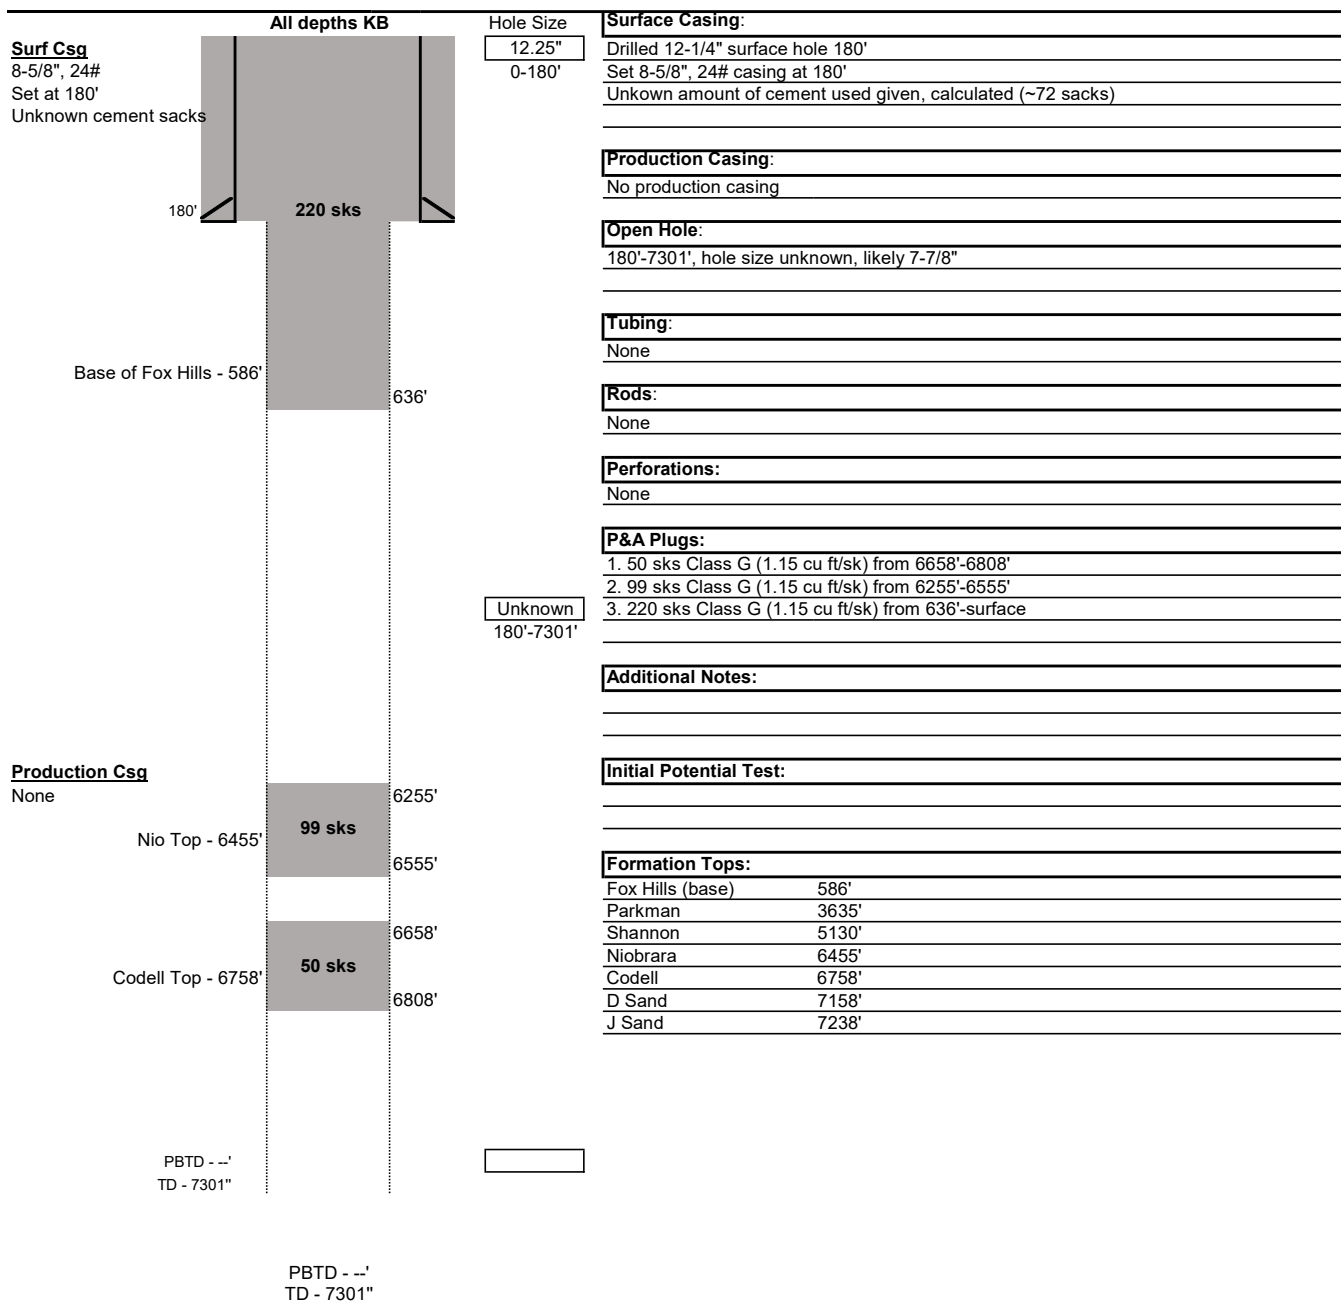 All depths KB
Surf Csg
8-5/8", 24#
Set at 180'
Unknown cement sacks
180'
220 sks
Base of Fox Hills - 586'
636'
Production Csg
None
6255'
99 sks
Nio Top - 6455'
6555'
6658'
50 sks
Codell Top - 6758'
6808'
PBTD - --'
TD - 7301"
PBTD - --'
TD - 7301"
Hole Size
12.25"
0-180'
Unknown
180'-7301'
Surface Casing:
Drilled 12-1/4" surface hole 180'
Set 8-5/8", 24# casing at 180'
Unkown amount of cement used given, calculated (~72 sacks)
Production Casing:
No production casing
Open Hole:
180'-7301', hole size unknown, likely 7-7/8"
Tubing:
None
Rods:
None
Perforations:
None
P&A Plugs:
1. 50 sks Class G (1.15 cu ft/sk) from 6658'-6808'
2. 99 sks Class G (1.15 cu ft/sk) from 6255'-6555'
3. 220 sks Class G (1.15 cu ft/sk) from 636'-surface
Additional Notes:
Initial Potential Test:
Formation Tops:
Fox Hills (base) 586'
Parkman 3635'
Shannon 5130'
Niobrara 6455'
Codell 6758'
D Sand 7158'
J Sand 7238'